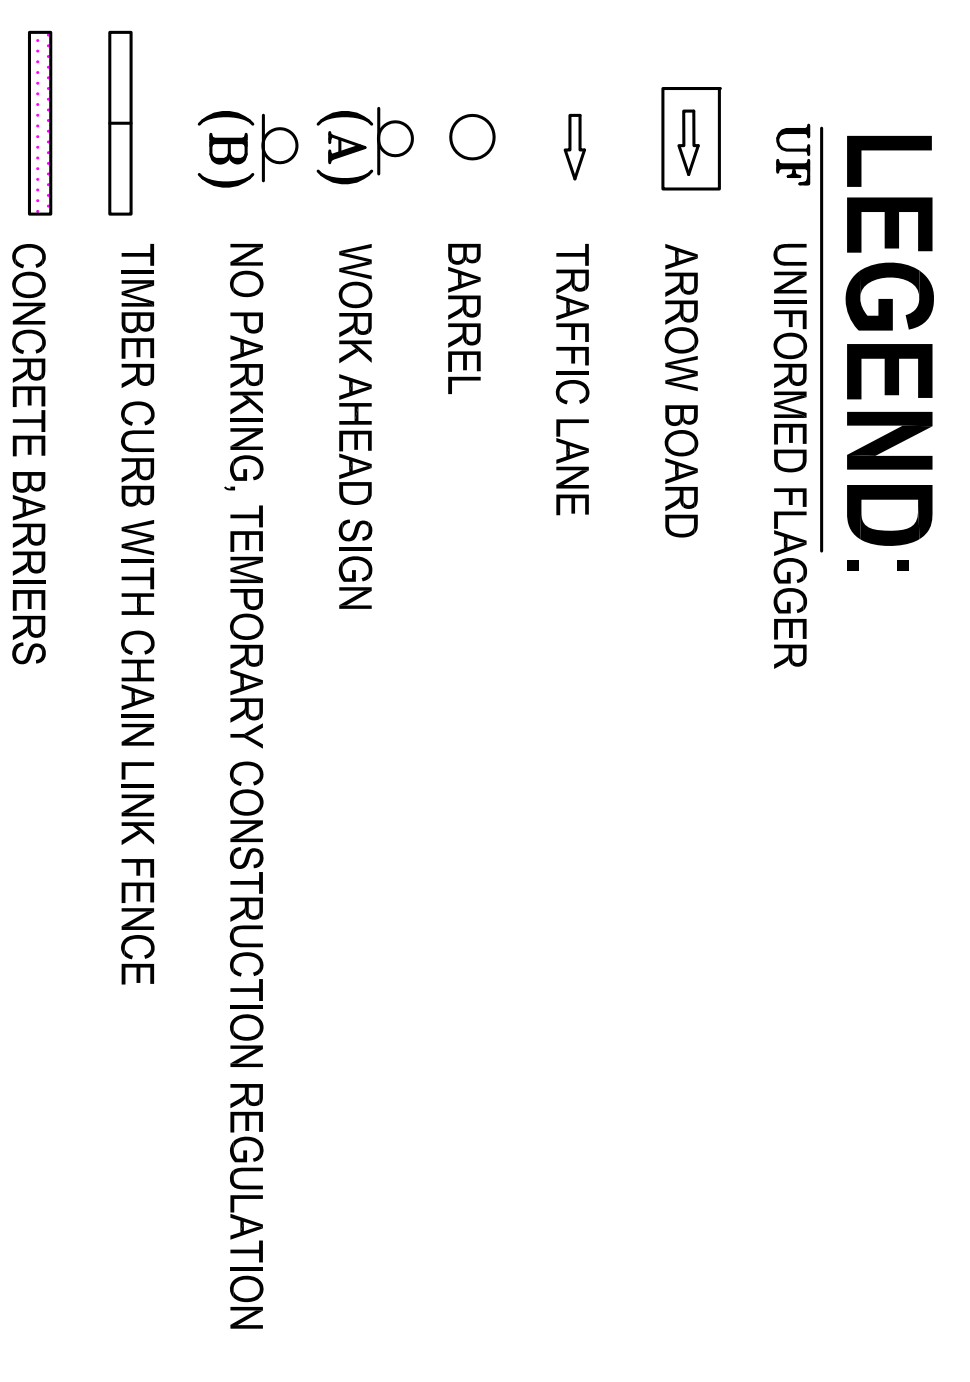 LEGEND:
UF UNIFORMED FLAGGER
ARROW BOARD
TRAFFIC LANE
BARREL
(A) WORK AHEAD SIGN
(B) NO PARKING, TEMPORARY CONSTRUCTION REGULATION
TIMBER CURB WITH CHAIN LINK FENCE
CONCRETE BARRIERS